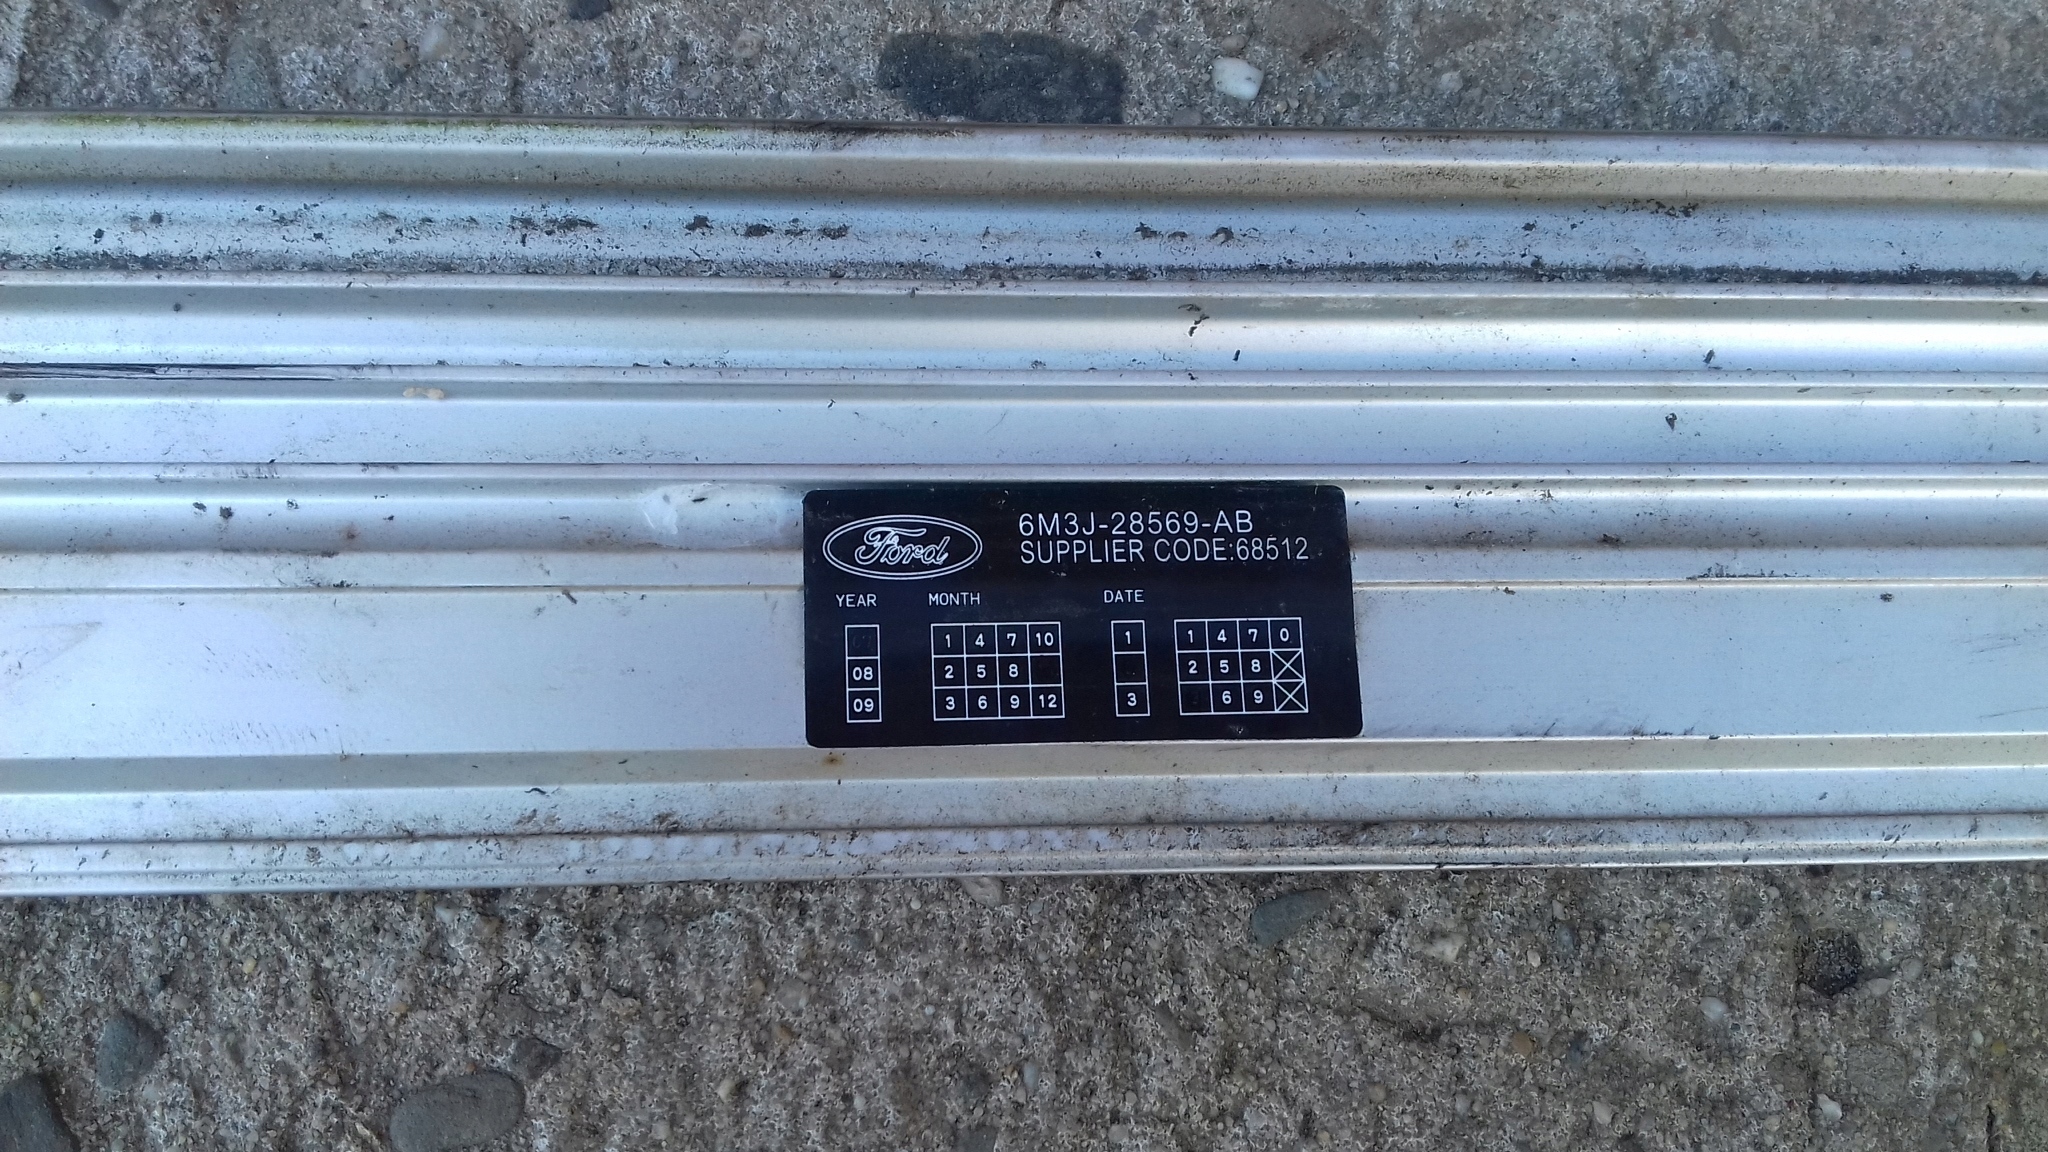 Ford
6M3J-28569-AB
SUPPLIER CODE:68512
YEAR MONTH DATE
1 4 7 10 1 1 4 7 0
08 2 5 8 2 5 8
09 3 6 9 12 3 6 9